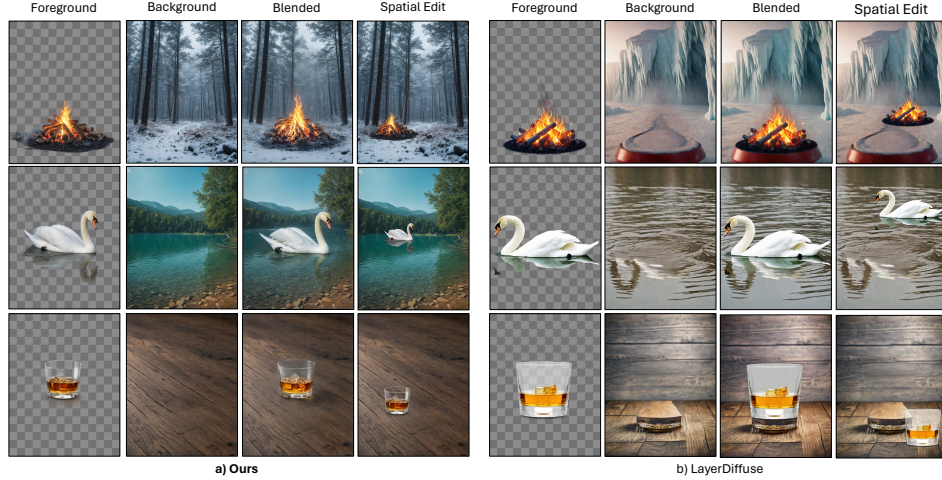 Foreground Background Blended Spatial Edit Foreground Background Blended Spatial Edit
a) Ours b) LayerDiffuse